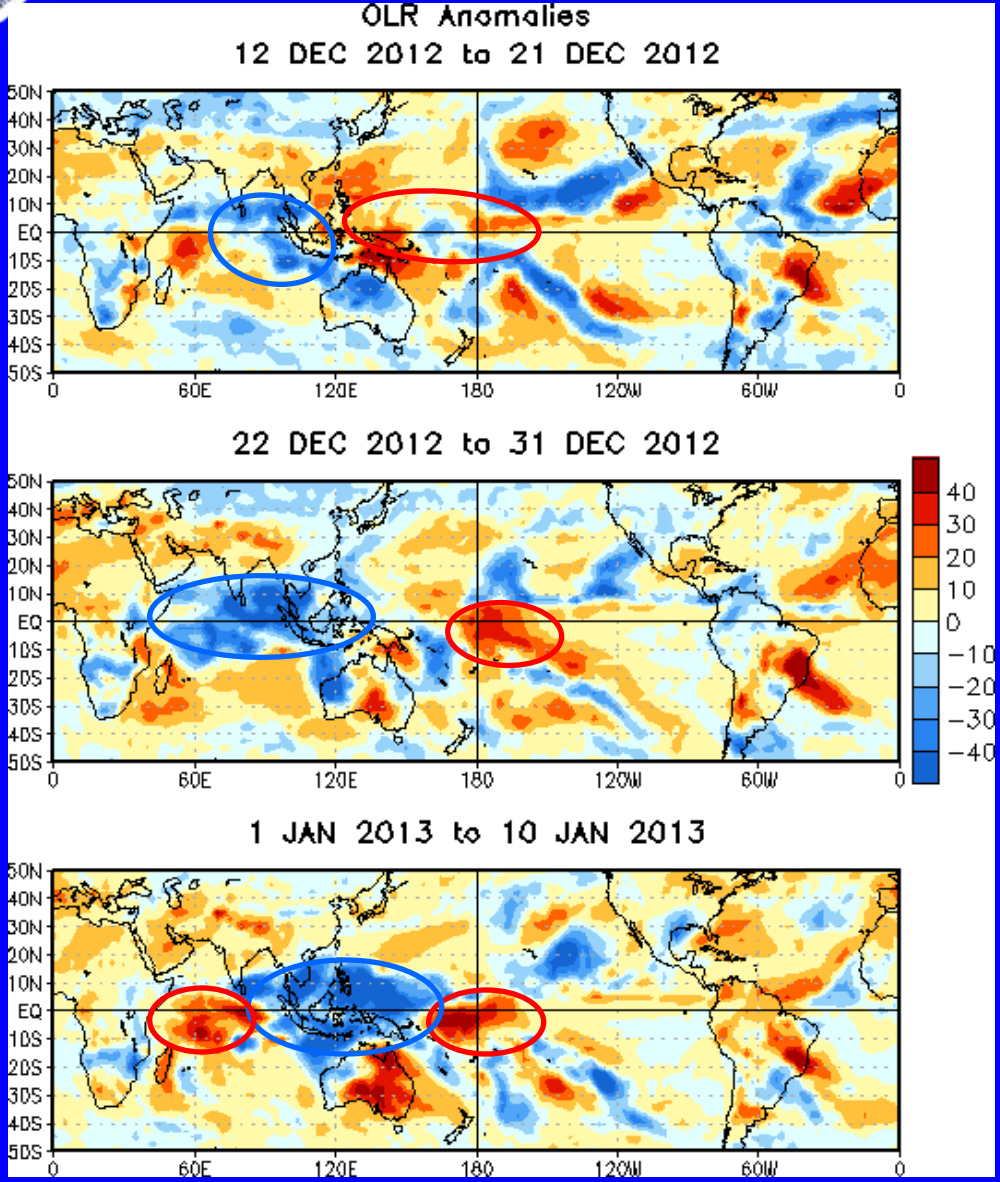 OLR Anomalies
12 DEC 2012 to 21 DEC 2012
50N
40N
30N
20N
10N
EQ
10S
20S
30S
40S
50S
0 60E 120E 180 120W 60W 0
22 DEC 2012 to 31 DEC 2012
50N
40N
30N
20N
10N
EQ
10S
20S
30S
40S
50S
0 60E 120E 180 120W 60W 0
40
30
20
10
0
-10
-20
-30
-40
1 JAN 2013 to 10 JAN 2013
50N
40N
30N
20N
10N
EQ
10S
20S
30S
40S
50S
0 60E 120E 180 120W 60W 0